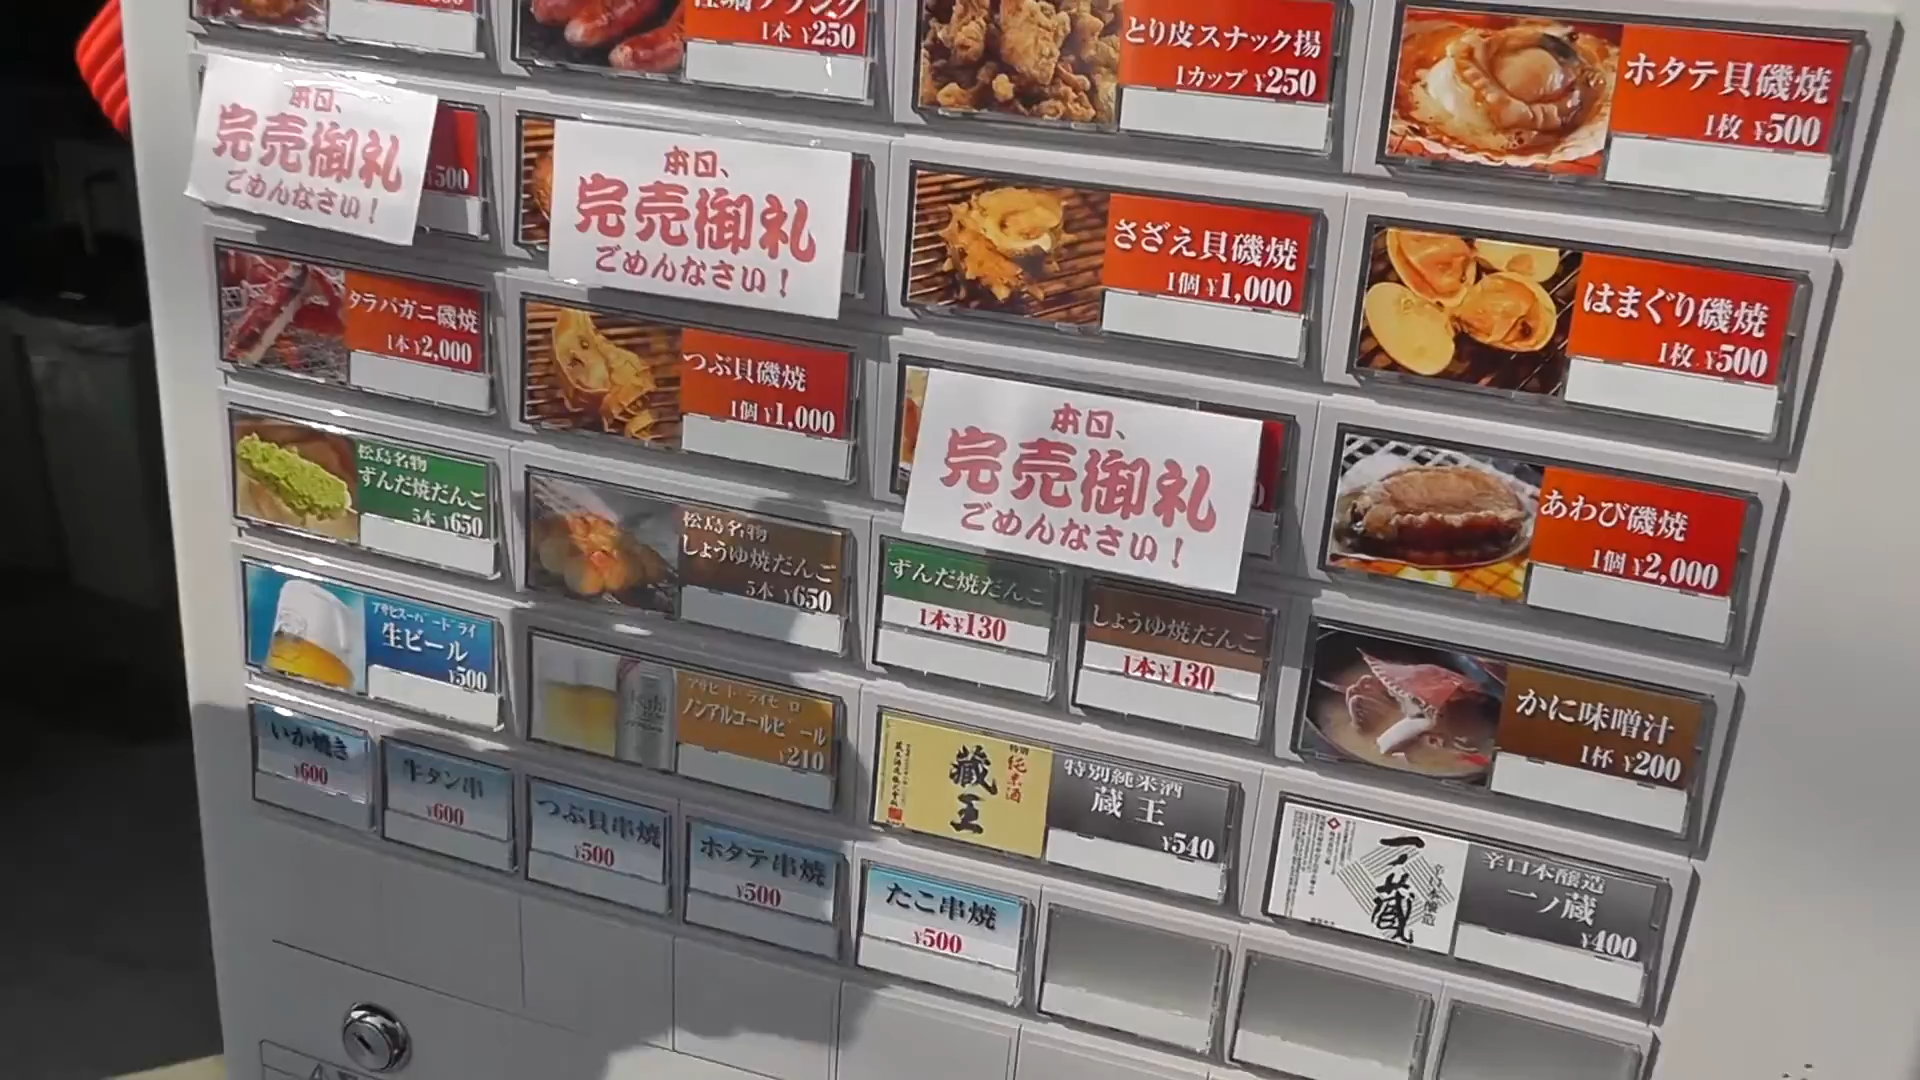 1本 ¥250
とり皮スナック揚
1カップ ¥250
ホタテ貝磯焼
1枚 ¥500
本日、
完売御礼
ごめんなさい！
¥500
本日、
完売御礼
ごめんなさい！
さざえ貝磯焼
1個 ¥1,000
はまぐり磯焼
1枚 ¥500
タラバガニ磯焼
1本 ¥2,000
つぶ貝磯焼
1個 ¥1,000
本日、
完売御礼
ごめんなさい！
あわび磯焼
1個 ¥2,000
松島名物
ずんだ焼だんご
5本 ¥650
松島名物
しょうゆ焼だんご
5本 ¥650
ずんだ焼だんご
1本¥130
しょうゆ焼だんご
1本¥130
かに味噌汁
1杯 ¥200
アサヒスーパードライ
生ビール
¥500
ノンアルコールビール
¥210
特別
純米酒
蔵王
特別純米酒
蔵王
¥540
一ノ蔵
辛口本醸造
辛口本醸造
一ノ蔵
¥400
いか焼き
¥600
牛タン串
¥600
つぶ貝串焼
¥500
ホタテ串焼
¥500
たこ串焼
¥500